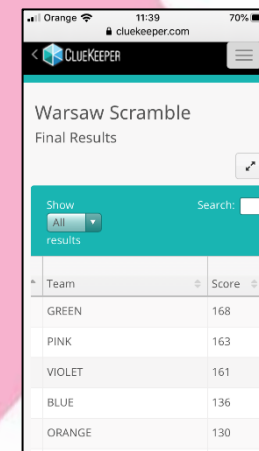 Orange 11:39 70%
cluekeeper.com
CLUEKEEPER
Warsaw Scramble
Final Results
Show Search:
All
results
Team Score
GREEN 168
PINK 163
VIOLET 161
BLUE 136
ORANGE 130